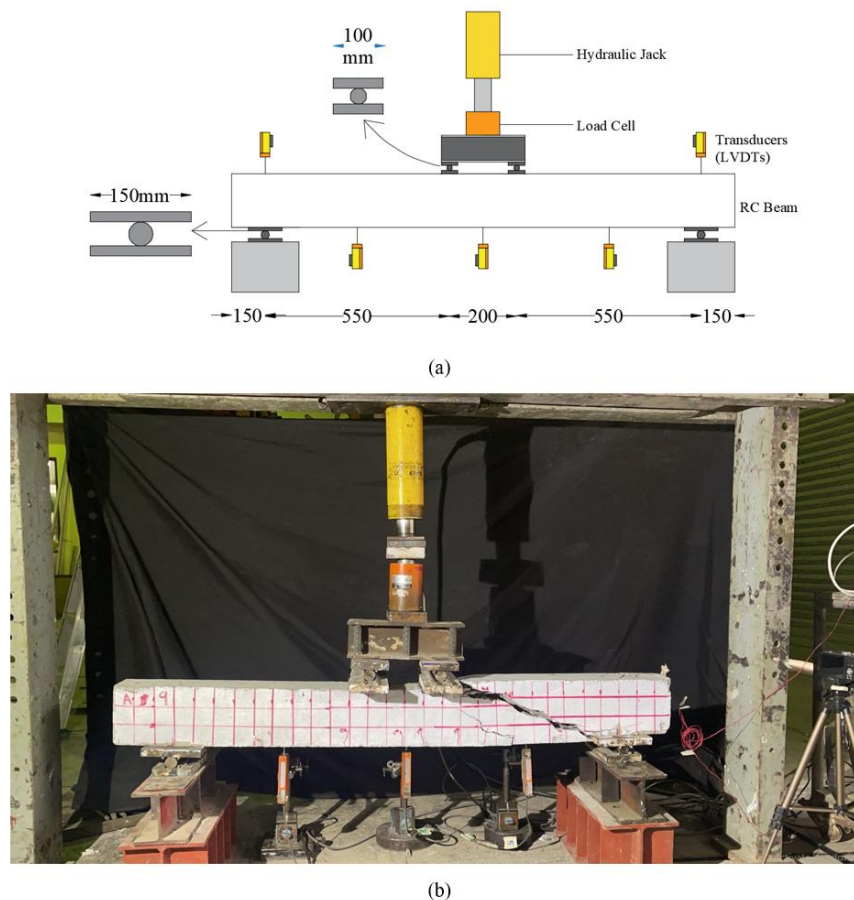 100
mm
Hydraulic Jack
Load Cell
Transducers
(LVDTs)
150mm
RC Beam
150 550 200 550 150
(a)
A 9
(b)